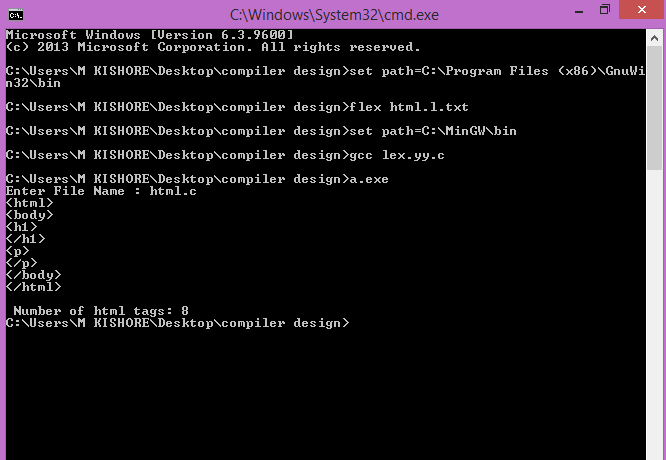 C:\Windows\System32\cmd.exe
C:\.
Microsoft Windows [Version 6.3.9600]
(c) 2013 Microsoft Corporation. All rights reserved.
C:\Users\M KISHORE\Desktop\compiler design>set path=C:\Program Files (x86)\GnuWi
n32\bin
C:\Users\M KISHORE\Desktop\compiler design>flex html.l.txt
C:\Users\M KISHORE\Desktop\compiler design>set path=C:\MinGW\bin
C:\Users\M KISHORE\Desktop\compiler design>gcc lex.yy.c
C:\Users\M KISHORE\Desktop\compiler design>a.exe
Enter File Name : html.c
<html>
<body>
<h1>
</h1>
<p>
</p>
</body>
</html>
 Number of html tags: 8
C:\Users\M KISHORE\Desktop\compiler design>